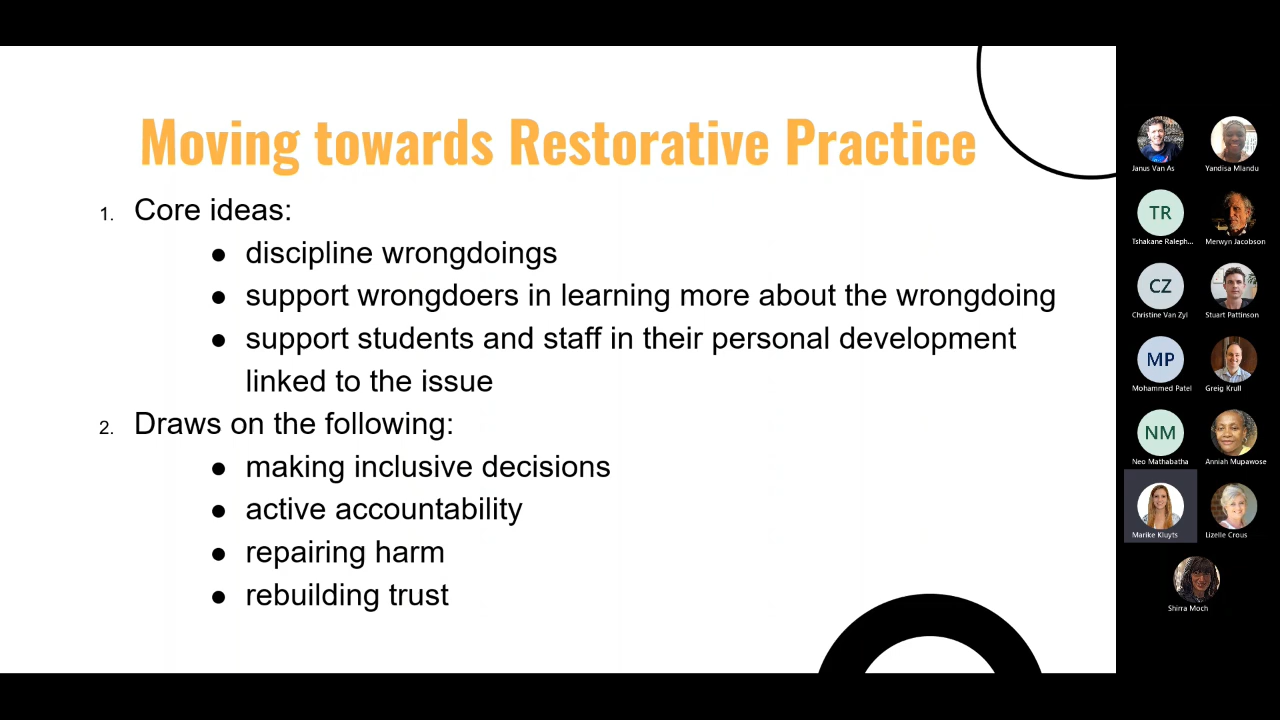 Moving towards Restorative Practice
1. Core ideas:
● discipline wrongdoings
● support wrongdoers in learning more about the wrongdoing
● support students and staff in their personal development
linked to the issue
2. Draws on the following:
● making inclusive decisions
● active accountability
● repairing harm
● rebuilding trust
Janus Van As
Yandisa Mlandu
TR
Tshakane Raleph...
Merwyn Jacobson
CZ
Christine Van Zyl
Stuart Pattinson
MP
Mohammed Patel
Greig Krull
NM
Neo Mathabatha
Anniah Mupawose
Marike Kluyts
Lizelle Crous
Shirra Moch